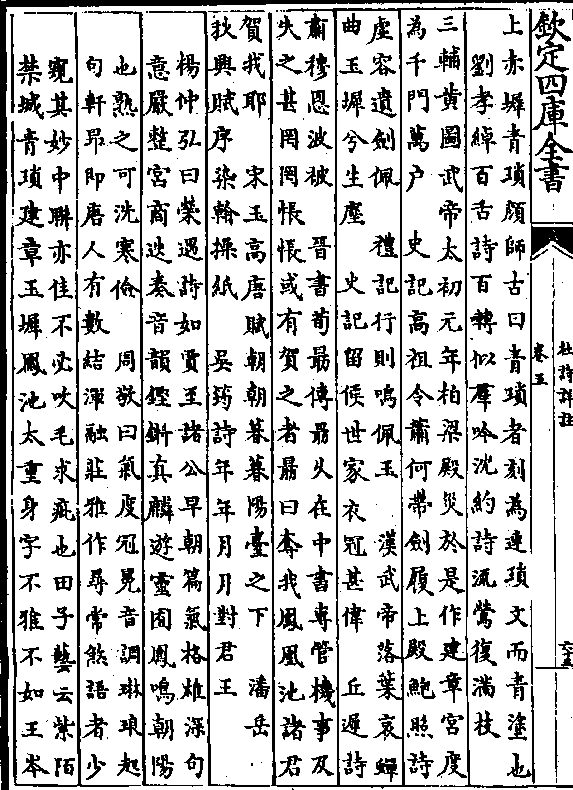 欽定四庫全書
杜詩詳註
卷五
六十五
上赤墀青瑣顔師古曰青瑣者刻為連瑣文而青塗也
劉孝綽百舌詩百轉似羣吟沈約詩流鶯復滿枝
三輔黃圖武帝太初元年柏梁殿災於是作建章宮度
為千門萬户 史記高祖令蕭何帶劍履上殿鮑照詩
虛容遺劍佩 禮記行則鳴佩玉 漢武帝落葉哀蟬
曲玉墀兮生塵 史記留侯世家衣冠甚偉 丘遲詩
肅穆恩波被 晉書荀勗傳勗久在中書專管機事及
失之甚罔罔悵悵或有賀之者勗曰奪我鳳凰池諸君
賀我耶 宋玉高唐賦朝朝暮暮陽臺之下 潘岳
秋興賦序染翰操紙 吳筠詩年年月月對君王
楊仲弘曰榮遇詩如賈至諸公早朝篇氣格雄深句
意嚴整宮商迭奏音韻鏗鏘真麟遊靈囿鳳鳴朝陽
也熟之可洗寒儉 周敬曰氣度冠冕音調琳琅起
句軒昂即唐人有數結渾融莊雅作尋常煞語者少
窺其妙中聯亦佳不必吹毛求疵也田子藝云紫陌
禁城青瑣建章玉墀鳳池太重身字不雅不如王岑